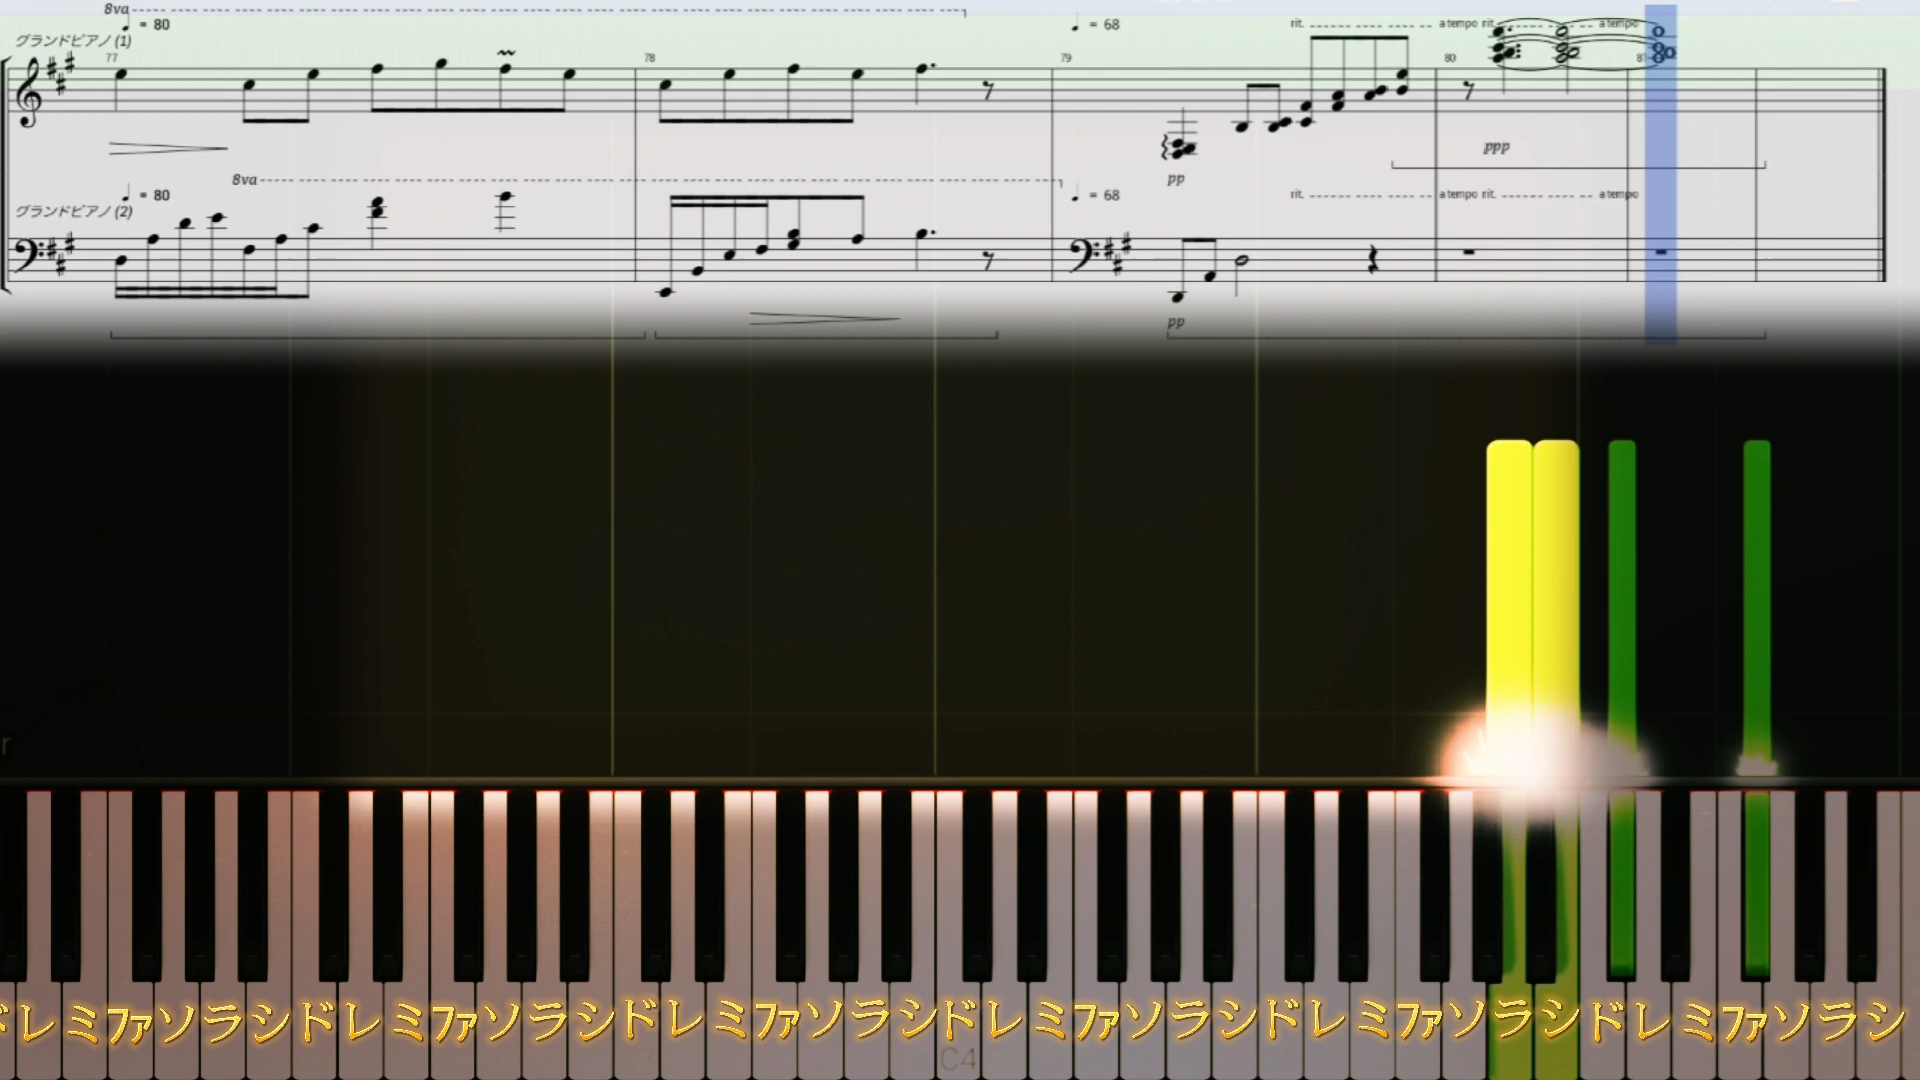 8va
= 80
= 68
rit.
a tempo rit.
a tempo
グランドピアノ (1)
77
78
79
80
ppp
pp
8va
= 80
= 68
rit.
a tempo rit.
a tempo
グランドピアノ (2)
pp
r
ドレミファソラシドレミファソラシドレミファソラシドレミファソラシドレミファソラシドレミファソラシ
C4